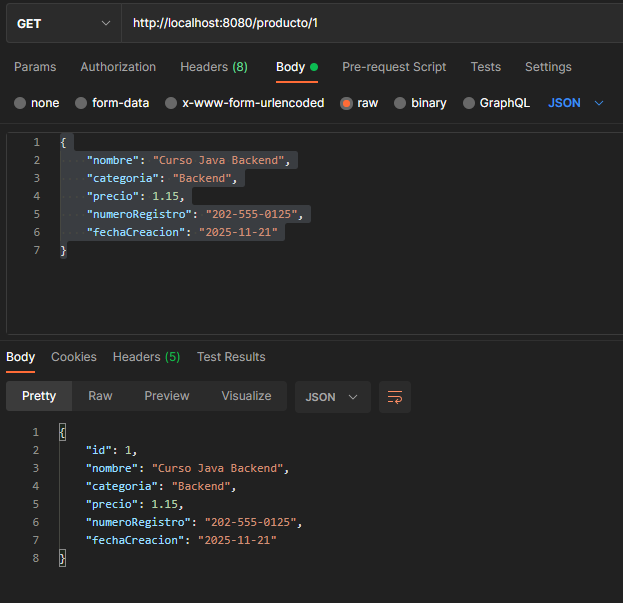 GET http://localhost:8080/producto/1
Params Authorization Headers (8) Body Pre-request Script Tests Settings
none form-data x-www-form-urlencoded raw binary GraphQL JSON
1 {
2 "nombre": "Curso Java Backend",
3 "categoria": "Backend",
4 "precio": 1.15,
5 "numeroRegistro": "202-555-0125",
6 "fechaCreacion": "2025-11-21"
7 }
Body Cookies Headers (5) Test Results
Pretty Raw Preview Visualize JSON
1 {
2 "id": 1,
3 "nombre": "Curso Java Backend",
4 "categoria": "Backend",
5 "precio": 1.15,
6 "numeroRegistro": "202-555-0125",
7 "fechaCreacion": "2025-11-21"
8 }